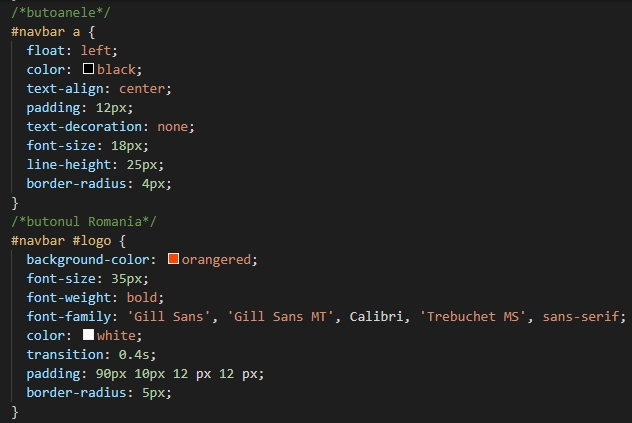 /*butoanele*/
#navbar a {
float: left;
color: black;
text-align: center;
padding: 12px;
text-decoration: none;
font-size: 18px;
line-height: 25px;
border-radius: 4px;
}
/*butonul Romania*/
#navbar #logo {
background-color: orangered;
font-size: 35px;
font-weight: bold;
font-family: 'Gill Sans', 'Gill Sans MT', Calibri, 'Trebuchet MS', sans-serif;
color: white;
transition: 0.4s;
padding: 90px 10px 12 px 12 px;
border-radius: 5px;
}